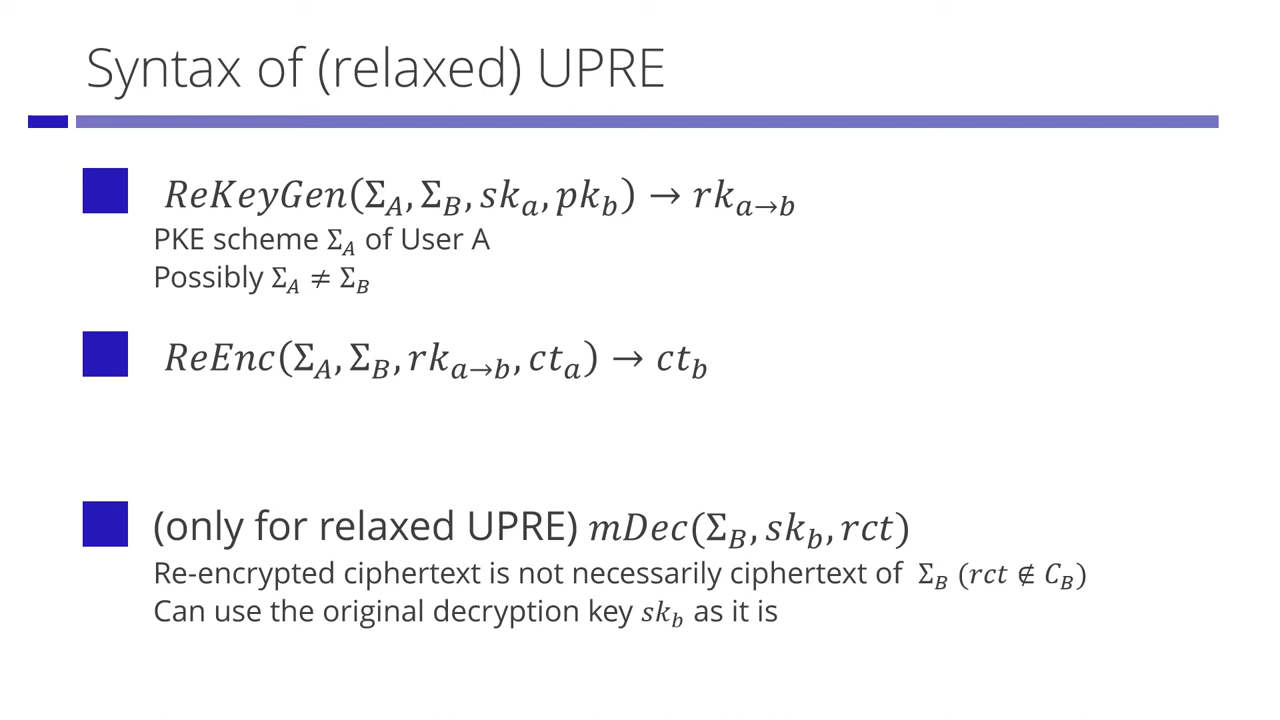 Syntax of (relaxed) UPRE
ReKeyGen(Σ_A, Σ_B, sk_a, pk_b) → rk_{a→b}
PKE scheme Σ_A of User A
Possibly Σ_A ≠ Σ_B
ReEnc(Σ_A, Σ_B, rk_{a→b}, ct_a) → ct_b
(only for relaxed UPRE) mDec(Σ_B, sk_b, rct)
Re-encrypted ciphertext is not necessarily ciphertext of Σ_B (rct ∉ C_B)
Can use the original decryption key sk_b as it is